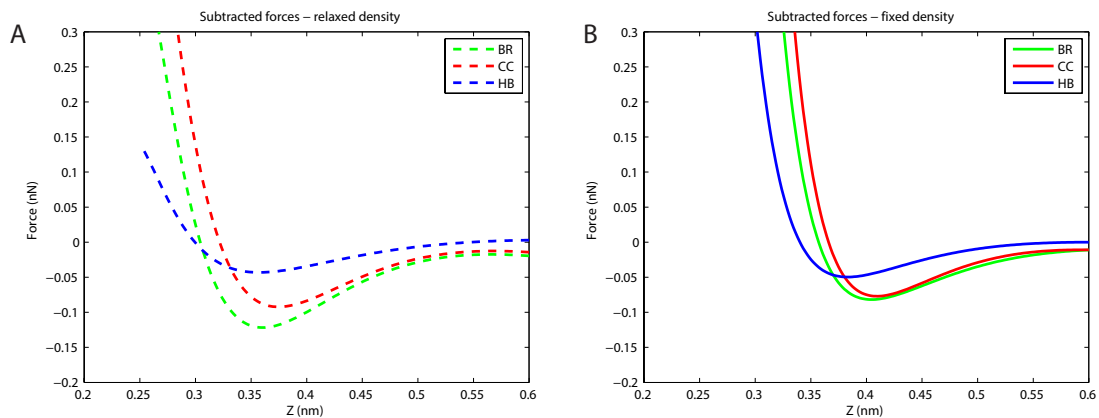 A
Subtracted forces – relaxed density
Force (nN)
0.3
0.25
0.2
0.15
0.1
0.05
0
−0.05
−0.1
−0.15
−0.2
0.2 0.25 0.3 0.35 0.4 0.45 0.5 0.55 0.6
Z (nm)
BR
CC
HB
B
Subtracted forces – fixed density
Force (nN)
0.3
0.25
0.2
0.15
0.1
0.05
0
−0.05
−0.1
−0.15
−0.2
0.2 0.25 0.3 0.35 0.4 0.45 0.5 0.55 0.6
Z (nm)
BR
CC
HB